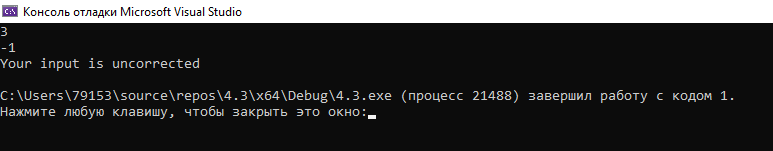 Консоль отладки Microsoft Visual Studio
3
-1
Your input is uncorrected
C:\Users\79153\source\repos\4.3\x64\Debug\4.3.exe (процесс 21488) завершил работу с кодом 1.
Нажмите любую клавишу, чтобы закрыть это окно: